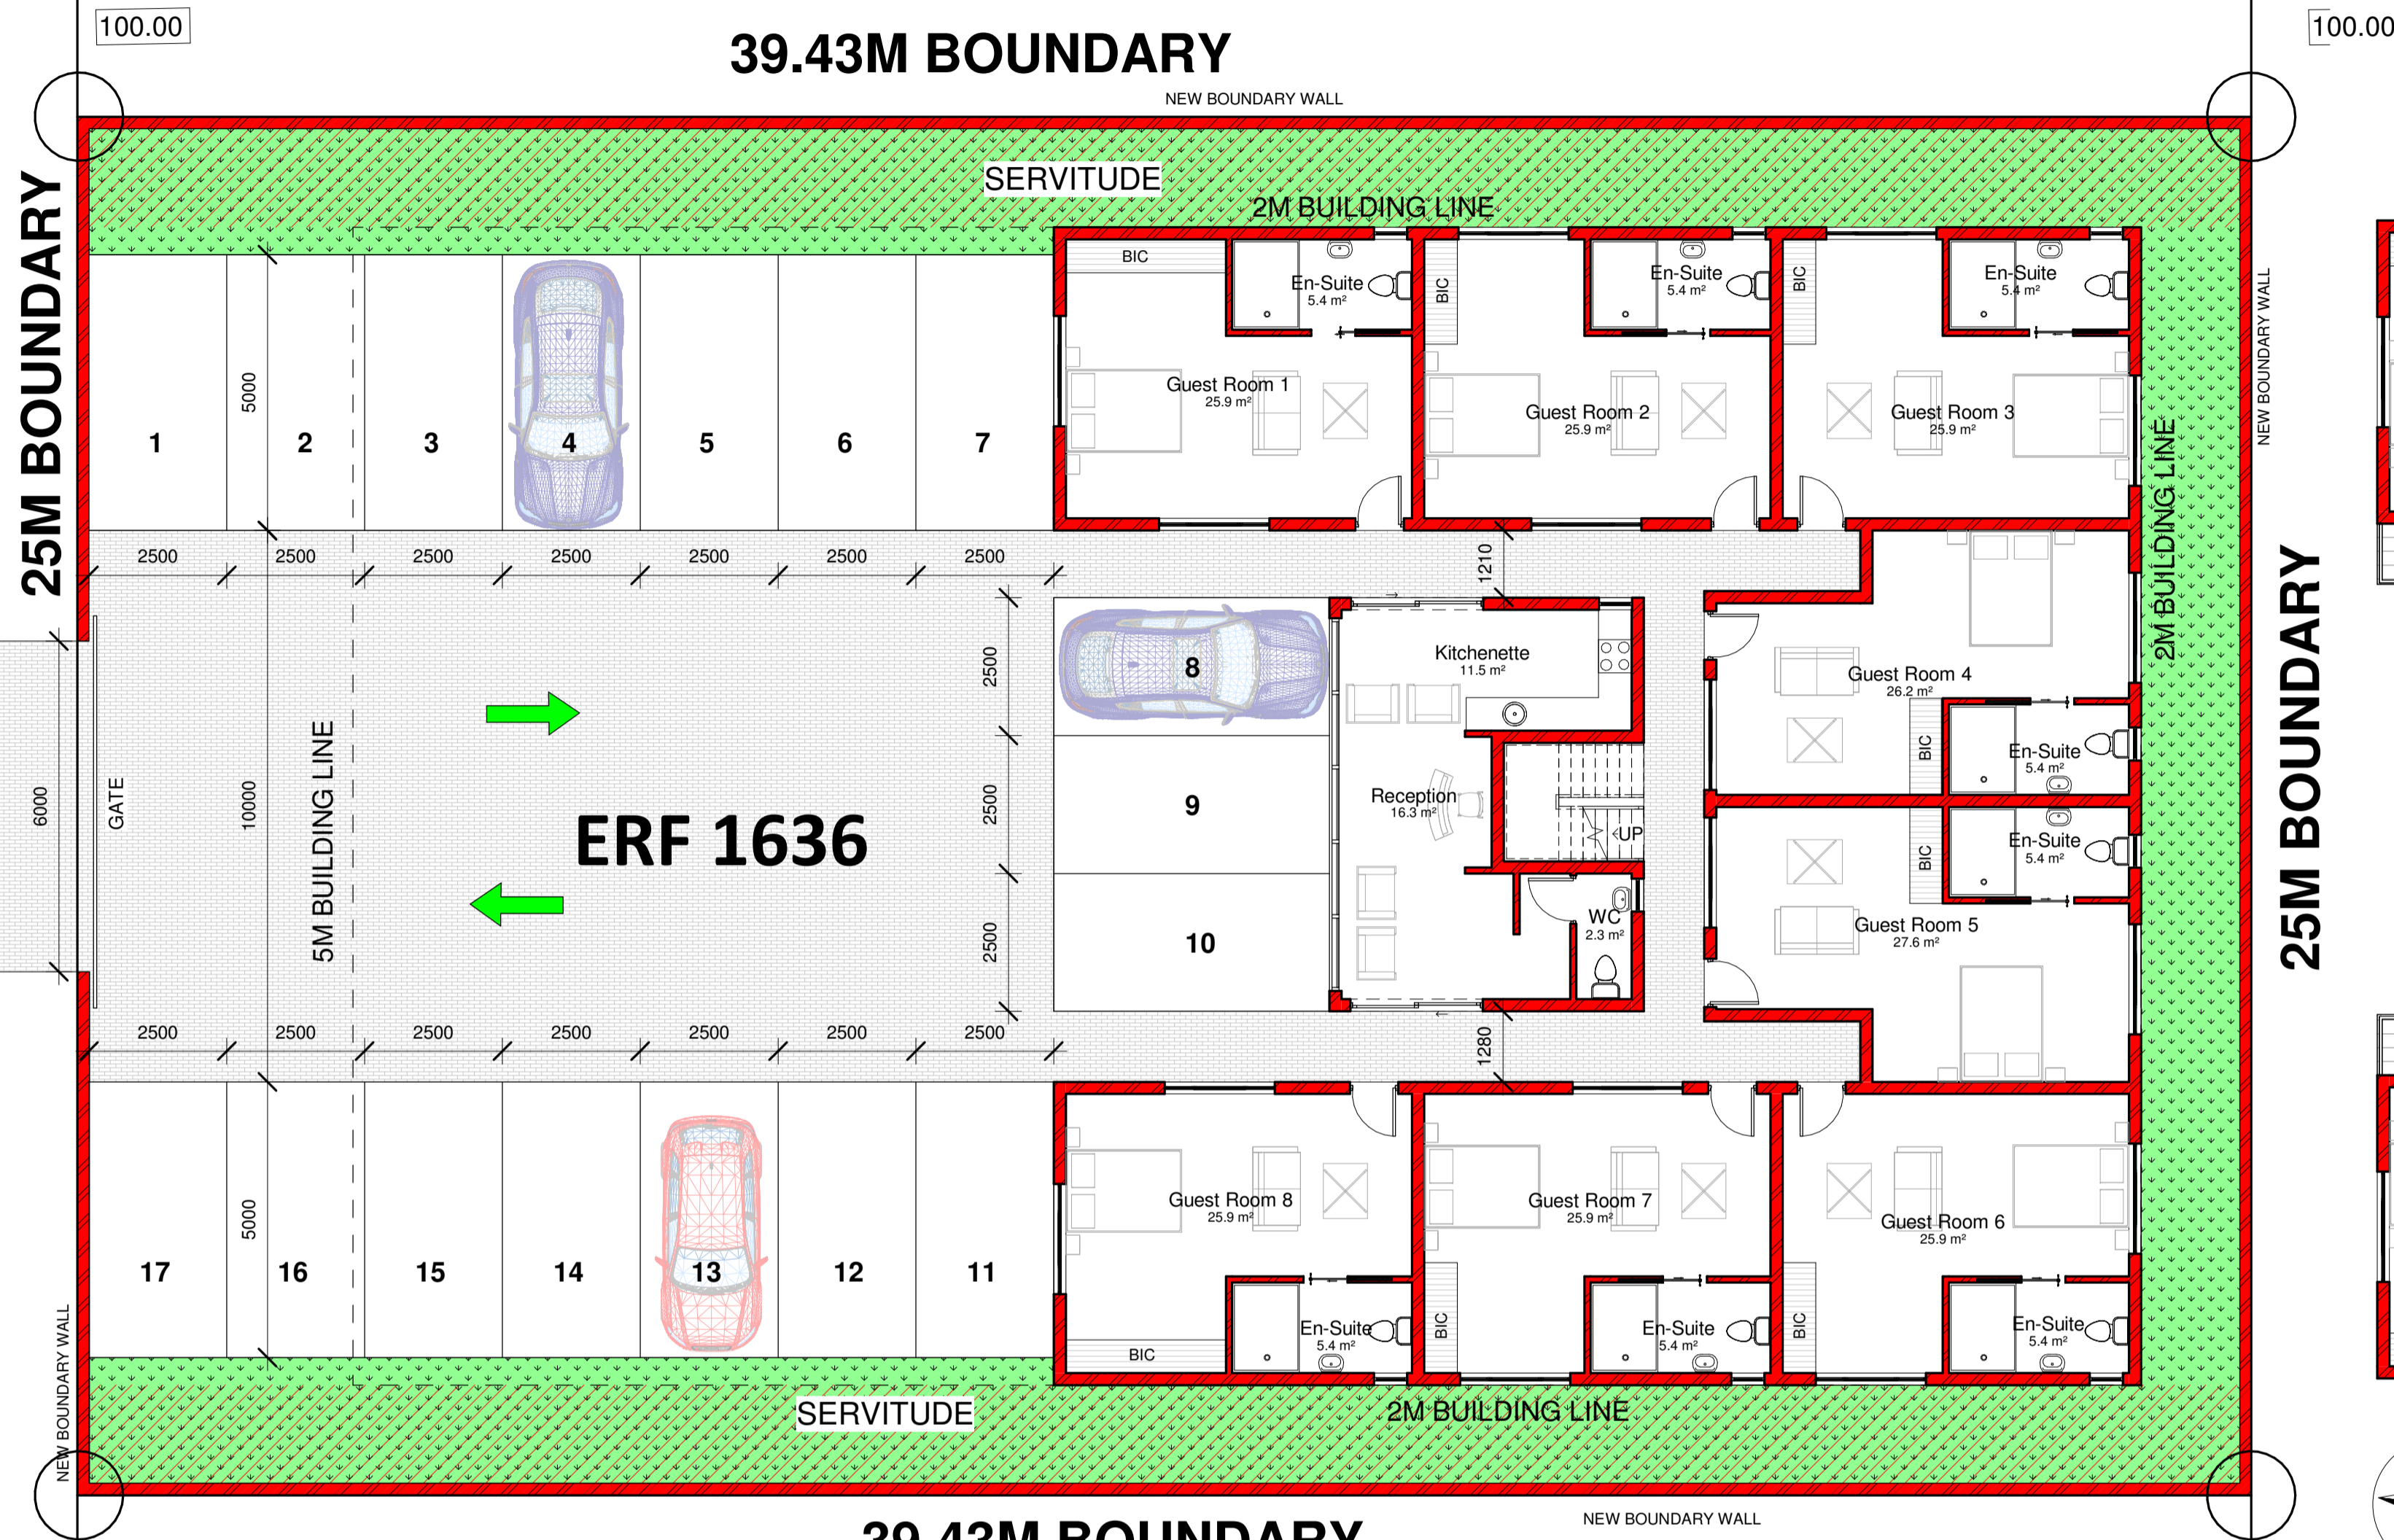 100.00
39.43M BOUNDARY
100.00
NEW BOUNDARY WALL
SERVITUDE
2M BUILDING LINE
25M BOUNDARY
BIC
En-Suite
5.4 m²
BIC
En-Suite
5.4 m²
BIC
En-Suite
5.4 m²
NEW BOUNDARY WALL
5000
Guest Room 1
25.9 m²
Guest Room 2
25.9 m²
Guest Room 3
25.9 m²
1
2
3
4
5
6
7
2M BUILDING LINE
2500
2500
2500
2500
2500
2500
2500
1210
25M BOUNDARY
2500
8
Kitchenette
11.5 m²
Guest Room 4
26.2 m²
BIC
En-Suite
5.4 m²
6000
GATE
10000
5M BUILDING LINE
ERF 1636
2500
9
Reception
16.3 m²
UP
BIC
En-Suite
5.4 m²
2500
10
WC
2.3 m²
Guest Room 5
27.6 m²
2500
2500
2500
2500
2500
2500
2500
1280
5000
Guest Room 8
25.9 m²
Guest Room 7
25.9 m²
Guest Room 6
25.9 m²
17
16
15
14
13
12
11
BIC
En-Suite
5.4 m²
BIC
En-Suite
5.4 m²
BIC
En-Suite
5.4 m²
NEW BOUNDARY WALL
SERVITUDE
2M BUILDING LINE
39.43M BOUNDARY
NEW BOUNDARY WALL